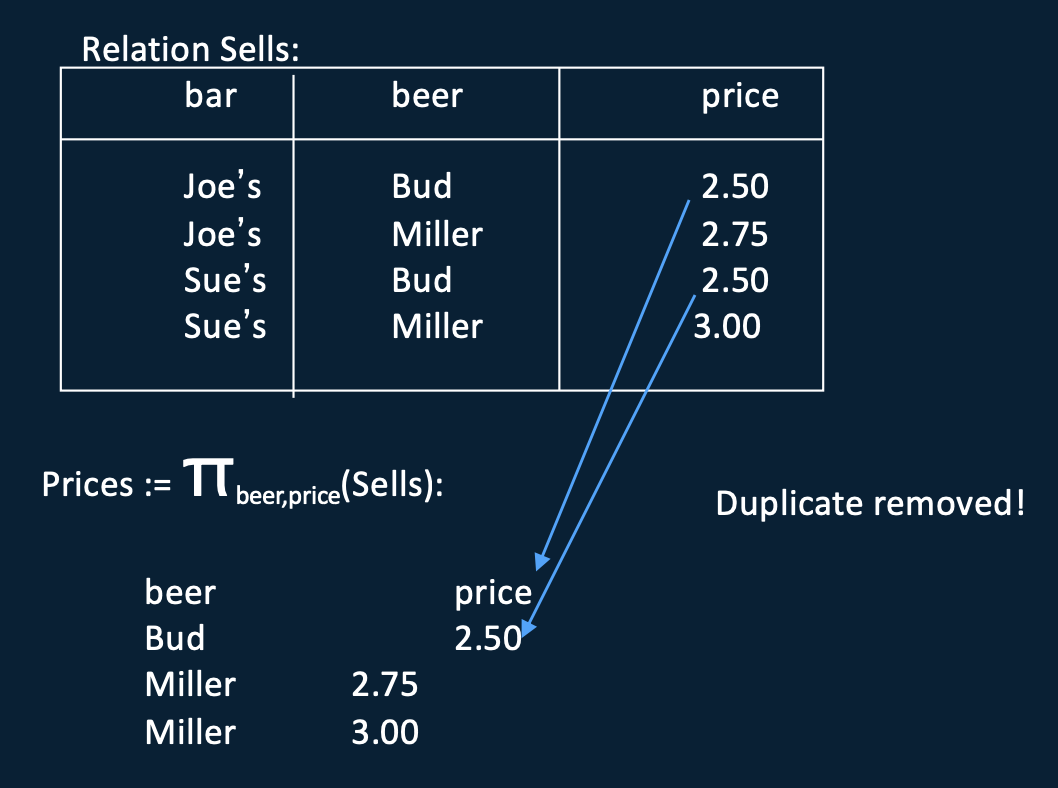 Relation Sells:
bar beer price
Joe’s Bud 2.50
Joe’s Miller 2.75
Sue’s Bud 2.50
Sue’s Miller 3.00
Prices := π beer,price(Sells):
Duplicate removed!
beer price
Bud 2.50
Miller 2.75
Miller 3.00